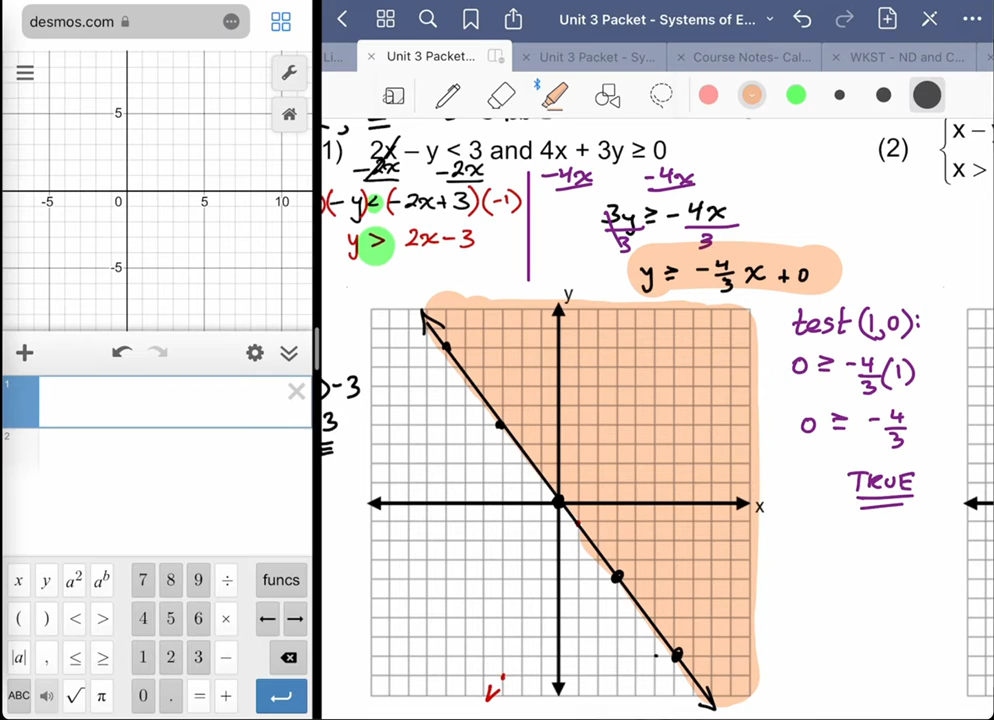 desmos.com
Unit 3 Packet - Systems of E...
Li...
Unit 3 Packet...
Unit 3 Packet - Sy...
Course Notes- Cal...
WKST - ND and C...
1) 2x – y < 3 and 4x + 3y ≥ 0
(2) { x –
x >
-2x -2x
-4x -4x
(-y) < (-2x+3)(-1)
y > 2x-3
3y ≥ -4x
3 3
y ≥ -4/3 x + 0
test (1,0):
0 ≥ -4/3(1)
0 ≥ -4/3
TRUE
)-3
3
y
x
x
5
-5 0 5 10
-5
1
2
x y a² aᵇ 7 8 9 ÷ funcs
( ) < > 4 5 6 × ← →
|a| , ≤ ≥ 1 2 3 −
ABC √ π 0 . = +